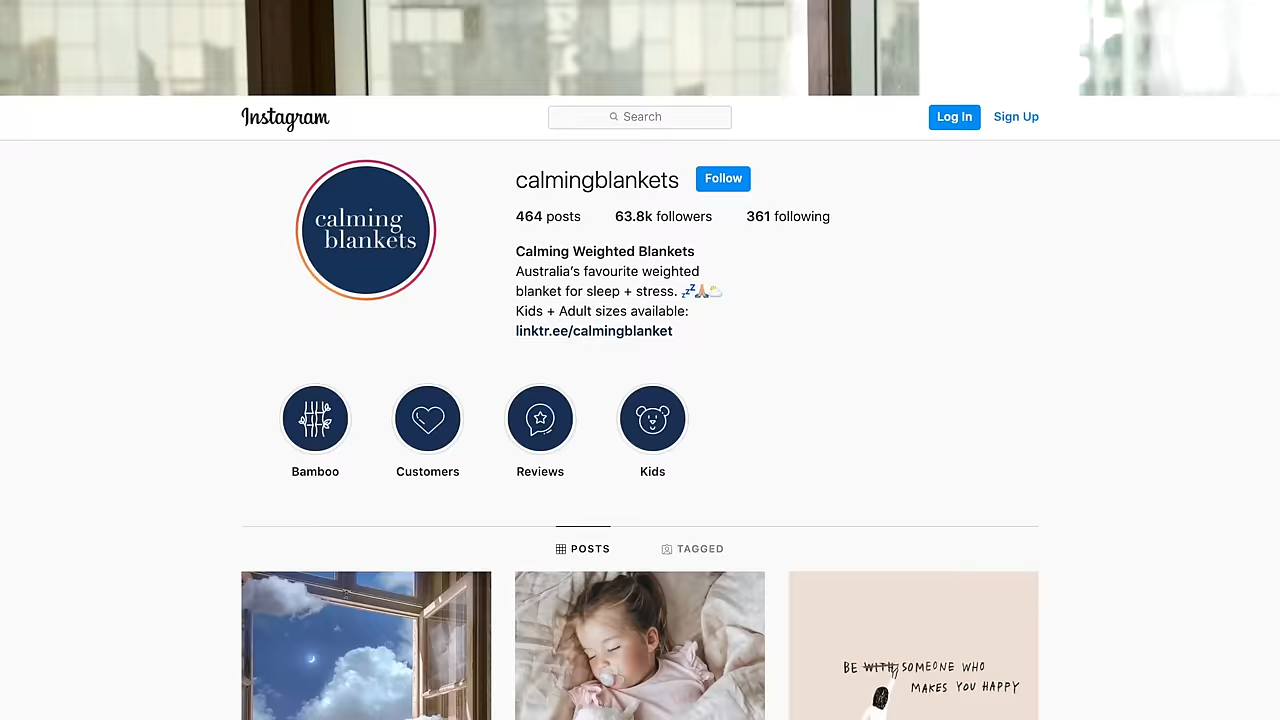 Instagram
Search
Log In
Sign Up
calming
blankets
calmingblankets
Follow
464 posts
63.8k followers
361 following
Calming Weighted Blankets
Australia’s favourite weighted
blanket for sleep + stress. 💤🙏🏼🌥
Kids + Adult sizes available:
linktr.ee/calmingblanket
Bamboo
Customers
Reviews
Kids
POSTS
TAGGED
BE WITH SOMEONE WHO
MAKES YOU HAPPY